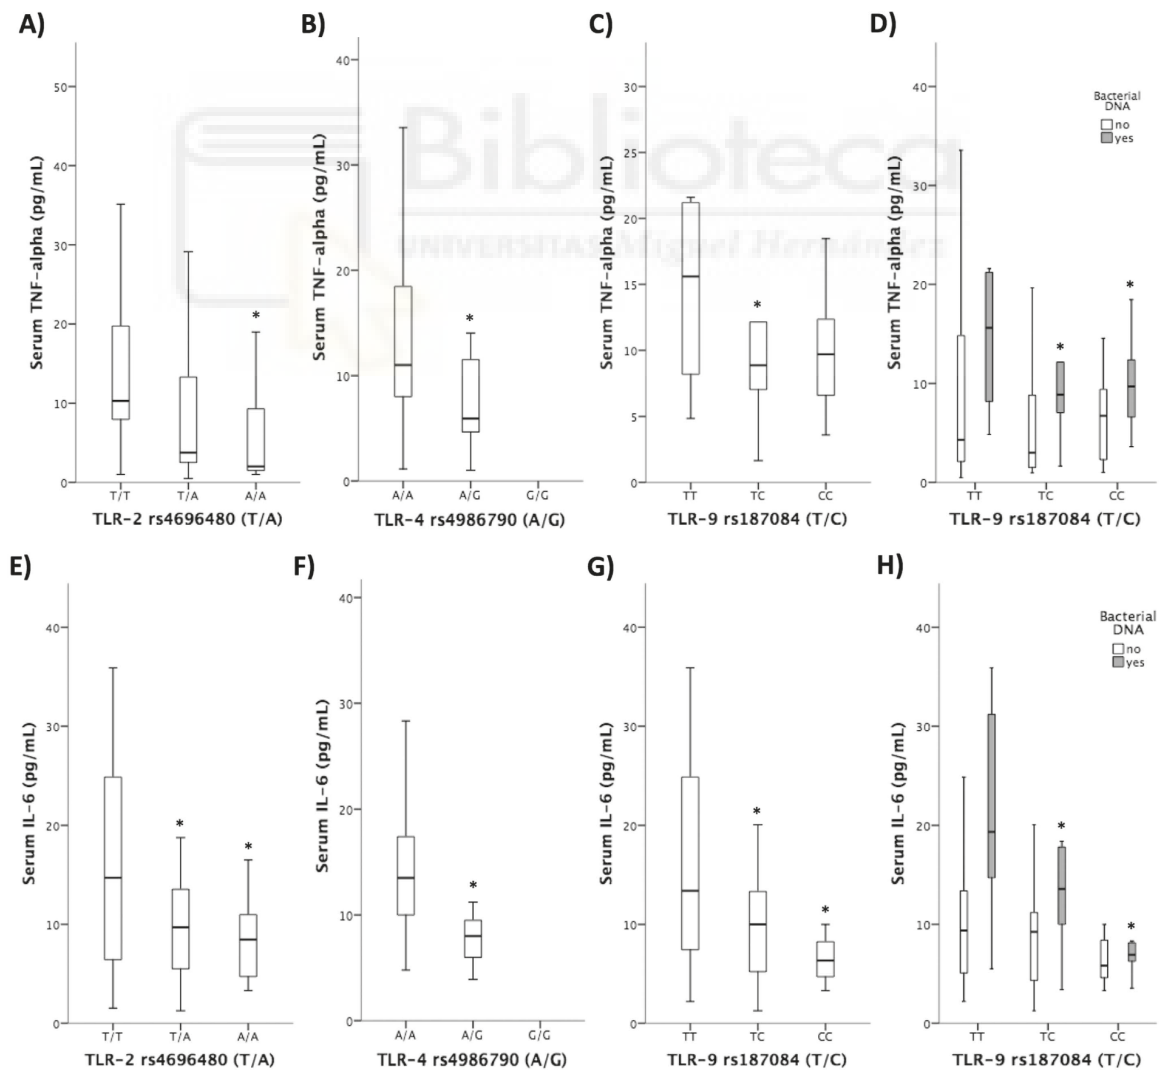 A)
B)
C)
D)
Biblioteca
UNIVERSITAS Miguel Hernández
Serum TNF-alpha (pg/mL)
50
40
30
20
10
0
*
T/T T/A A/A
TLR-2 rs4696480 (T/A)
Serum TNF-alpha (pg/mL)
40
30
20
10
0
*
A/A A/G G/G
TLR-4 rs4986790 (A/G)
Serum TNF-alpha (pg/mL)
30
25
20
15
10
5
0
*
TT TC CC
TLR-9 rs187084 (T/C)
Serum TNF-alpha (pg/mL)
40
30
20
10
0
Bacterial
DNA
no
yes
*
*
TT TC CC
TLR-9 rs187084 (T/C)
E)
F)
G)
H)
Serum IL-6 (pg/mL)
40
30
20
10
0
*
*
T/T T/A A/A
TLR-2 rs4696480 (T/A)
Serum IL-6 (pg/mL)
40
30
20
10
0
*
A/A A/G G/G
TLR-4 rs4986790 (A/G)
Serum IL-6 (pg/mL)
40
30
20
10
0
*
*
TT TC CC
TLR-9 rs187084 (T/C)
Serum IL-6 (pg/mL)
40
30
20
10
0
Bacterial
DNA
no
yes
*
*
TT TC CC
TLR-9 rs187084 (T/C)